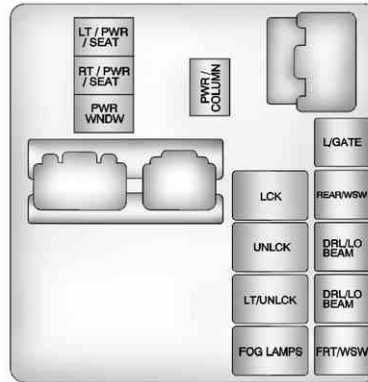 LT / PWR
/ SEAT
RT / PWR
/ SEAT
PWR
WNDW
PWR /
COLUMN
L/GATE
LCK
REAR/WSW
UNLCK
DRL/LO
BEAM
LT/UNLCK
DRL/LO
BEAM
FOG LAMPS
FRT/WSW